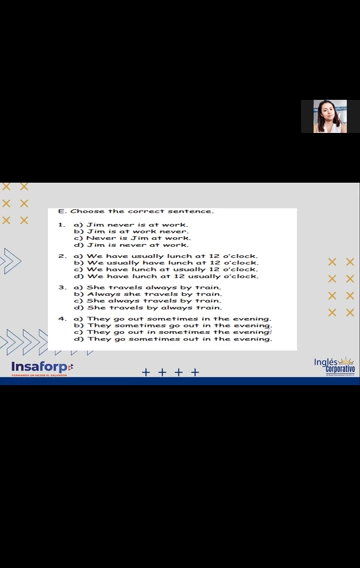 E. Choose the correct sentence.
1. a) Jim never is at work.
b) Jim is at work never.
c) Never is Jim at work.
d) Jim is never at work.
2. a) We have usually lunch at 12 o'clock.
b) We usually have lunch at 12 o'clock.
c) We have lunch at usually 12 o'clock.
d) We have lunch at 12 usually o'clock.
3. a) She travels always by train.
b) Always she travels by train.
c) She always travels by train.
d) She travels by always train.
4. a) They go out sometimes in the evening.
b) They sometimes go out in the evening.
c) They go out in sometimes the evening.
d) They go sometimes out in the evening.
Insaforp
Inglés
Corporativo